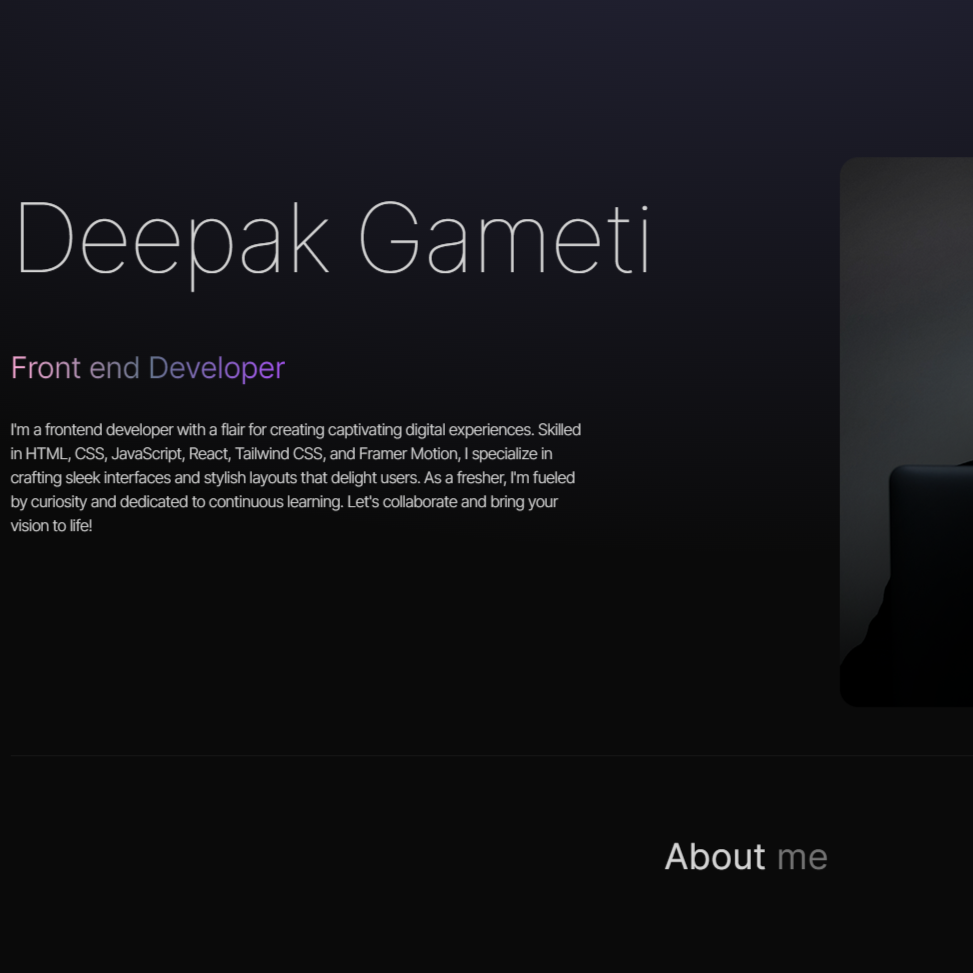 Deepak Gameti
Front end Developer
I'm a frontend developer with a flair for creating captivating digital experiences. Skilled
in HTML, CSS, JavaScript, React, Tailwind CSS, and Framer Motion, I specialize in
crafting sleek interfaces and stylish layouts that delight users. As a fresher, I'm fueled
by curiosity and dedicated to continuous learning. Let's collaborate and bring your
vision to life!
About me